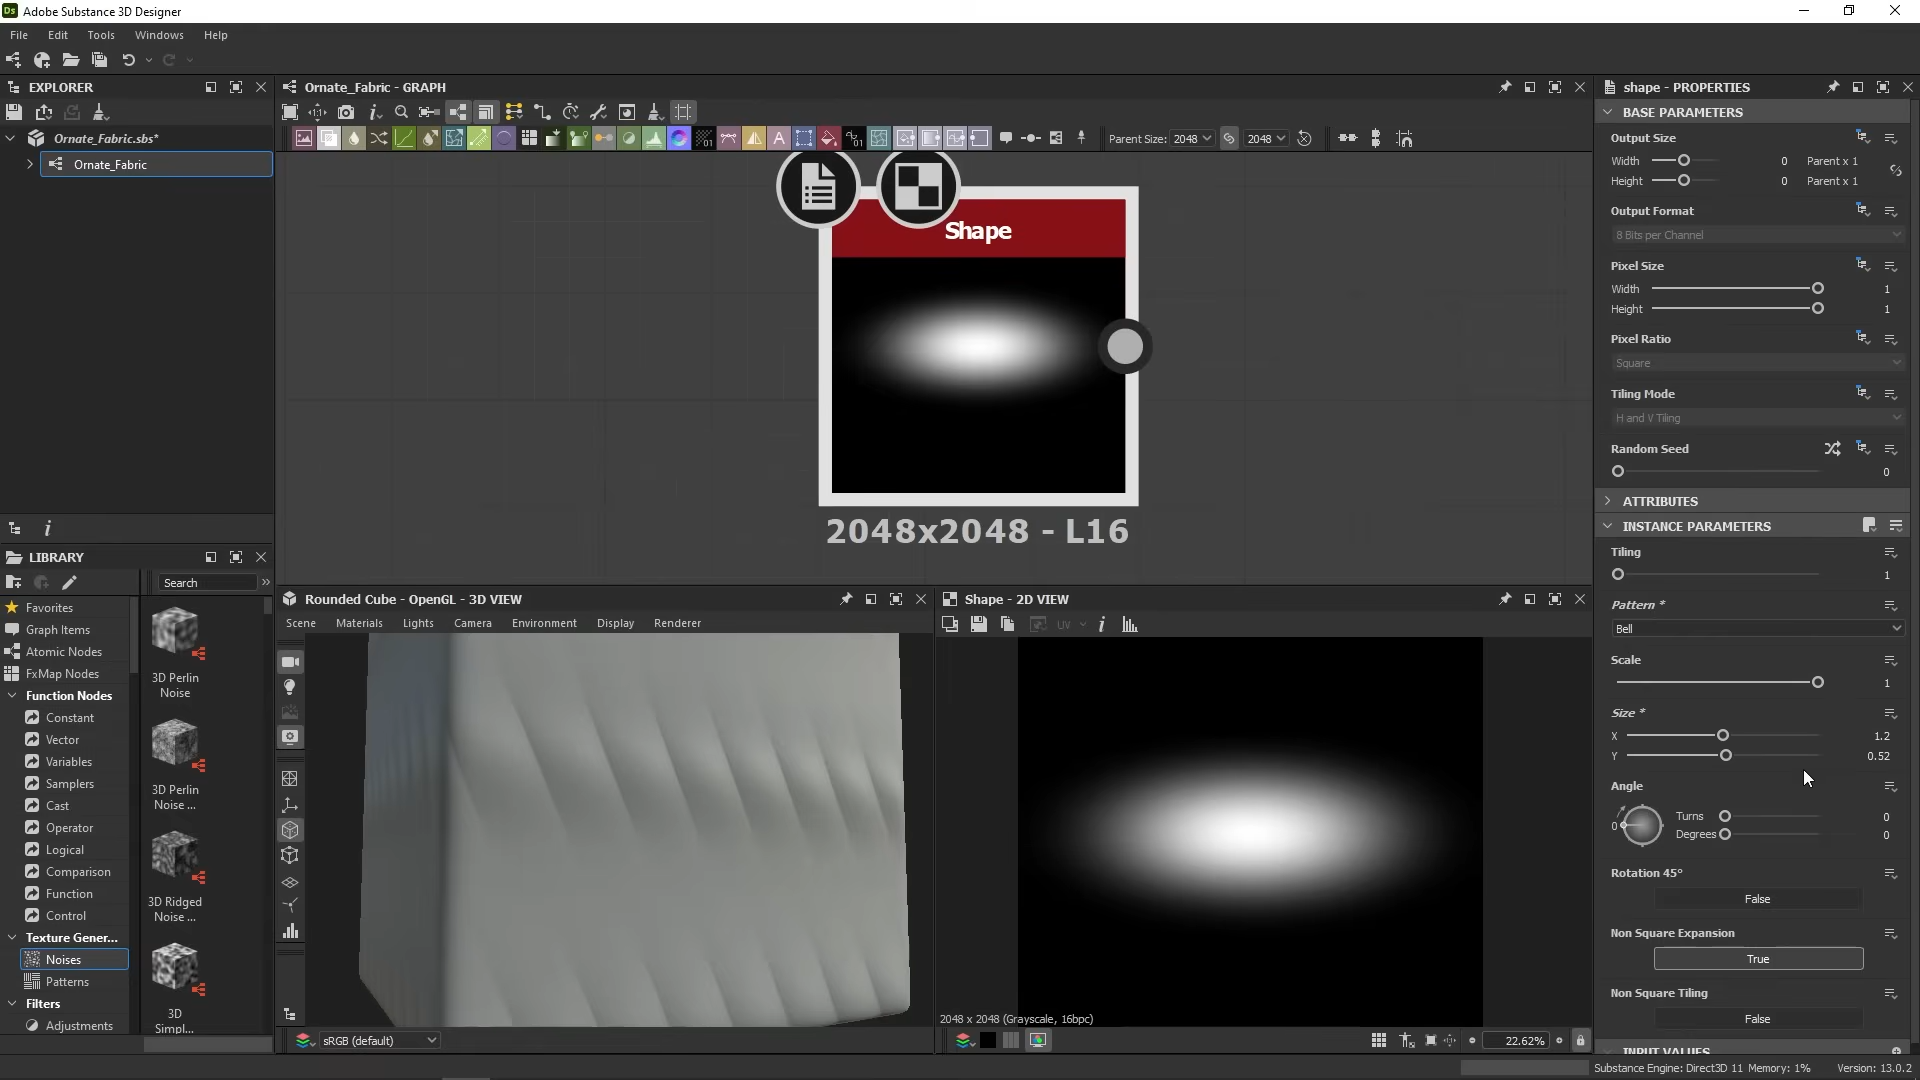 Ds Adobe Substance 3D Designer
File Edit Tools Windows Help
EXPLORER
Ornate_Fabric.sbs*
Ornate_Fabric
LIBRARY
Search
Favorites
Graph Items
Atomic Nodes
FxMap Nodes
Function Nodes
Constant
Vector
Variables
Samplers
Cast
Operator
Logical
Comparison
Function
Control
Texture Gener...
Noises
Patterns
Filters
Adjustments
3D Perlin
Noise
3D Perlin
Noise ...
3D Ridged
Noise ...
3D
Simpl...
Ornate_Fabric - GRAPH
Parent Size: 2048
2048
Shape
2048x2048 - L16
Rounded Cube - OpenGL - 3D VIEW
Scene Materials Lights Camera Environment Display Renderer
sRGB (default)
Shape - 2D VIEW
UV
2048 x 2048 (Grayscale, 16bpc)
22.62%
shape - PROPERTIES
BASE PARAMETERS
Output Size
Width 0 Parent x 1
Height 0 Parent x 1
Output Format
8 Bits per Channel
Pixel Size
Width 1
Height 1
Pixel Ratio
Square
Tiling Mode
H and V Tiling
Random Seed
0
ATTRIBUTES
INSTANCE PARAMETERS
Tiling
1
Pattern *
Bell
Scale
1
Size *
X 1.2
Y 0.52
Angle
0 Turns 0
Degrees 0
Rotation 45°
False
Non Square Expansion
True
Non Square Tiling
False
INPUT VALUES
Substance Engine: Direct3D 11 Memory: 1% Version: 13.0.2